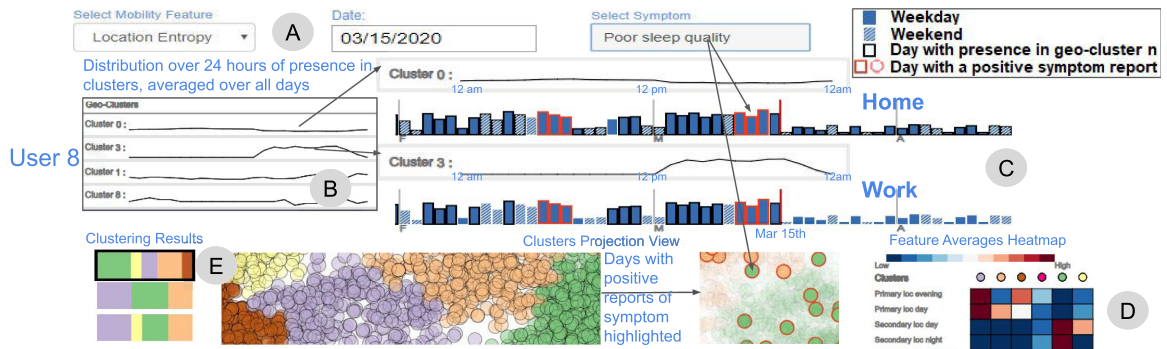 Select Mobility Feature
Location Entropy
A
Date:
03/15/2020
Select Symptom
Poor sleep quality
Weekday
Weekend
Day with presence in geo-cluster n
Day with a positive symptom report
Distribution over 24 hours of presence in
clusters, averaged over all days
Geo-Clusters
Cluster 0 :
Cluster 3 :
Cluster 1 :
Cluster 8 :
User 8
B
Cluster 0 :
12 am
12 pm
12am
Home
F
M
A
Cluster 3 :
12 am
12 pm
12am
Work
C
F
M
A
Mar 15th
Clustering Results
E
Clusters Projection View
Days with
positive
reports of
symptom
highlighted
Feature Averages Heatmap
Low
High
Clusters
Primary loc evening
Primary loc day
Secondary loc day
Secondary loc night
D